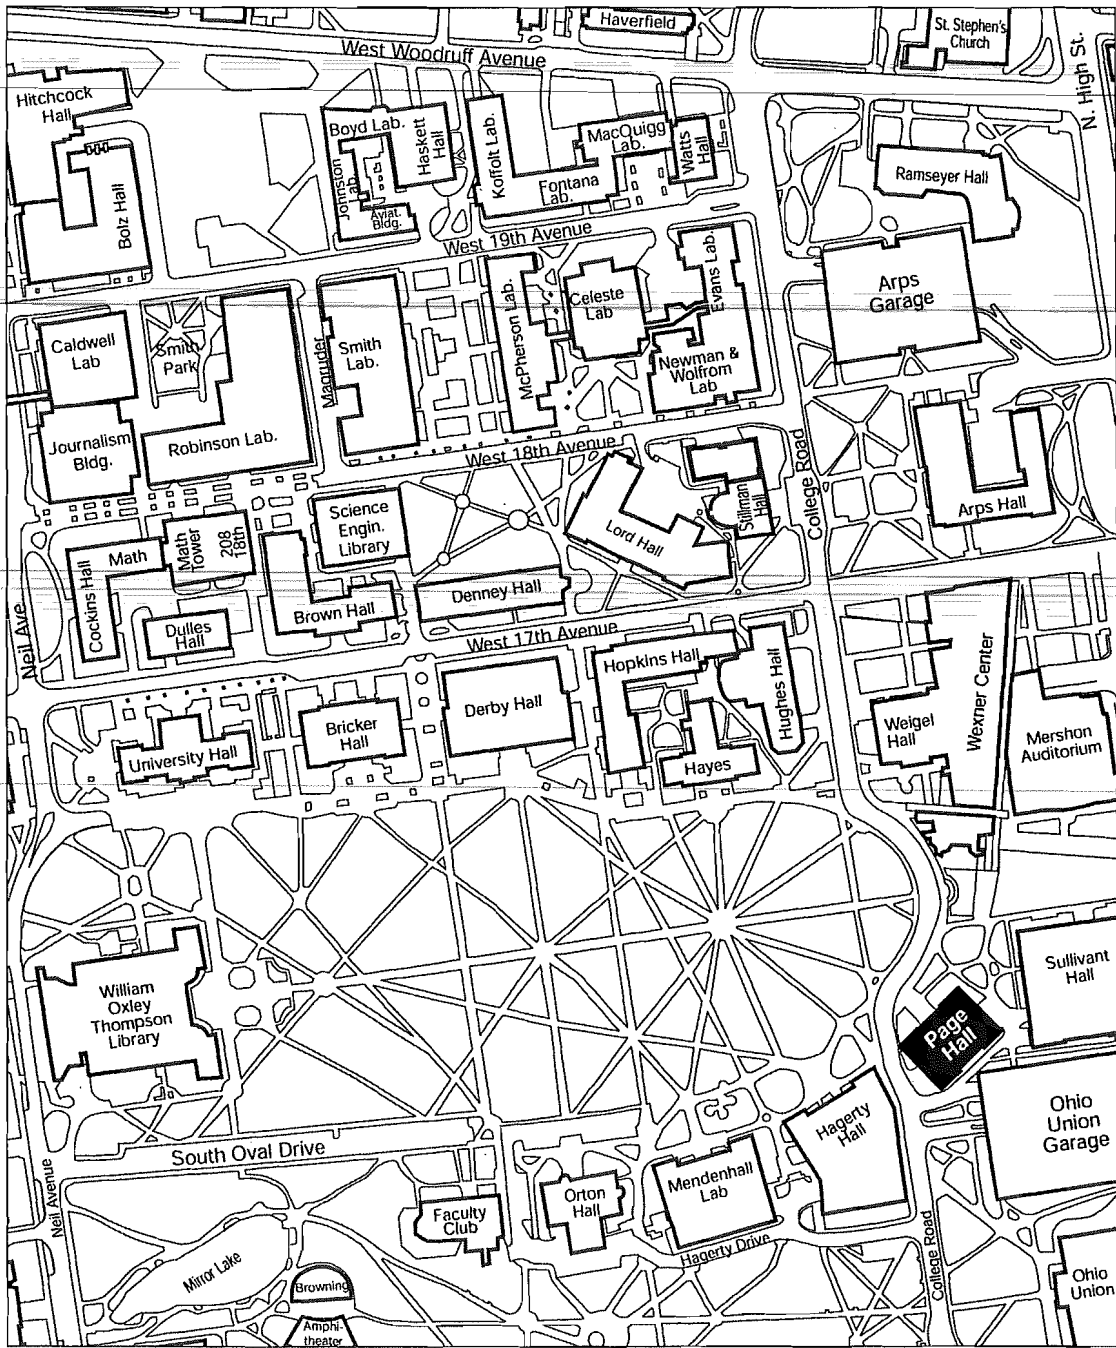 Haverfield
St. Stephen's
Church
West Woodruff Avenue
N. High St.
Hitchcock
Hall
Boyd Lab.
Haskett
Hall
Koffolt Lab.
MacQuigg
Lab.
Watts
Hall
Johnston
Lab.
Fontana
Lab.
Ramseyer Hall
Bolz Hall
Aviat.
Bldg.
West 19th Avenue
Evans Lab.
Arps
Garage
McPherson Lab.
Celeste
Lab
Caldwell
Lab
Smith
Park
Magruder
Smith
Lab.
Newman &
Wolfrom
Lab
Journalism
Bldg.
Robinson Lab.
West 18th Avenue
College Road
Stillman
Hall
Arps Hall
Science
Engin.
Library
Lord Hall
Math
Math
Tower
208
18th
Cockins Hall
Denney Hall
Brown Hall
Dulles
Hall
Neil Ave.
West 17th Avenue
Hopkins Hall
Hughes Hall
Wexner Center
Derby Hall
Bricker
Hall
University Hall
Weigel
Hall
Mershon
Auditorium
Hayes
William
Oxley
Thompson
Library
Sullivant
Hall
Page
Hall
Hagerty
Hall
Ohio
Union
Garage
South Oval Drive
Neil Avenue
Mendenhall
Lab
Orton
Hall
Faculty
Club
Hagerty Drive
College Road
Mirror Lake
Browning
Amphi-
theater
Ohio
Union